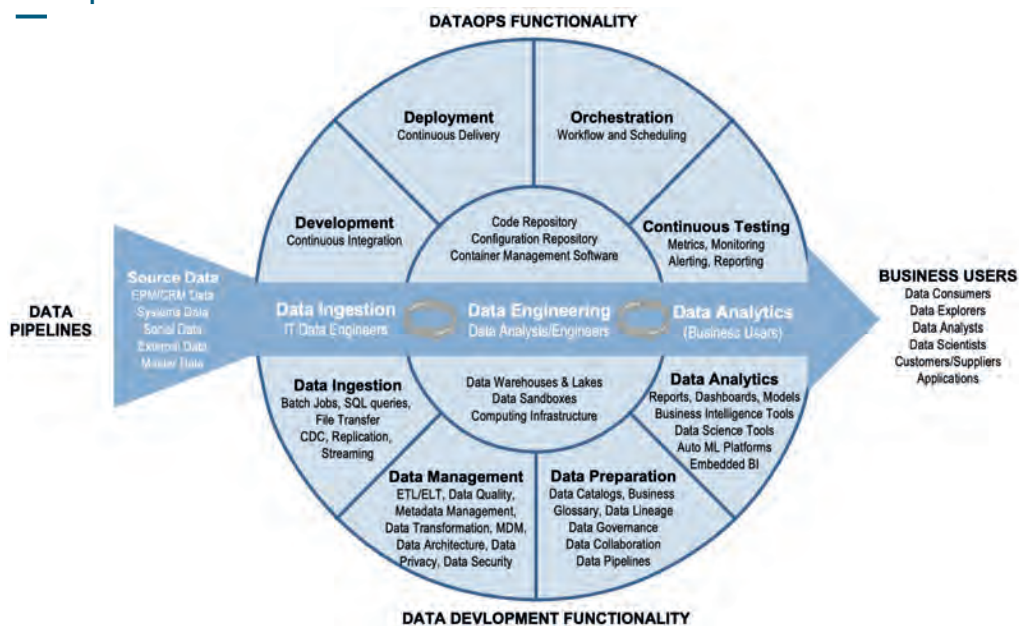 DATAOPS FUNCTIONALITY
Deployment
Continuous Delivery
Orchestration
Workflow and Scheduling
Development
Continuous Integration
Code Repository
Configuration Repository
Container Management Software
Continuous Testing
Metrics, Monitoring
Alerting, Reporting
DATA
PIPELINES
Source Data
EPM/CRM Data
Systems Data
Social Data
External Data
Master Data
Data Ingestion
IT Data Engineers
Data Engineering
Data Analysis/Engineers
Data Analytics
(Business Users)
BUSINESS USERS
Data Consumers
Data Explorers
Data Analysts
Data Scientists
Customers/Suppliers
Applications
Data Ingestion
Batch Jobs, SQL queries,
File Transfer
CDC, Replication,
Streaming
Data Warehouses & Lakes
Data Sandboxes
Computing Infrastructure
Data Analytics
Reports, Dashboards, Models
Business Intelligence Tools
Data Science Tools
Auto ML Platforms
Embedded BI
Data Management
ETL/ELT, Data Quality,
Metadata Management,
Data Transformation, MDM,
Data Architecture, Data
Privacy, Data Security
Data Preparation
Data Catalogs, Business
Glossary, Data Lineage
Data Governance
Data Collaboration
Data Pipelines
DATA DEVLOPMENT FUNCTIONALITY